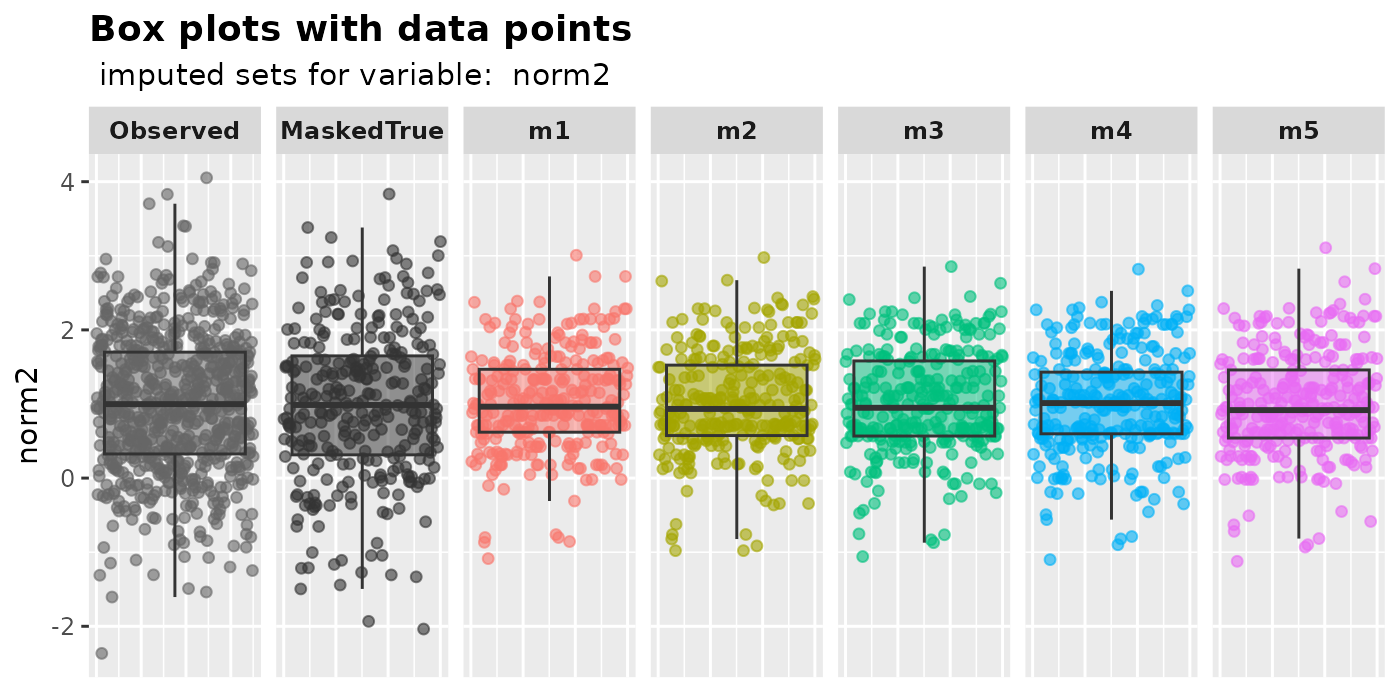 Box plots with data points
imputed sets for variable:  norm2
Observed MaskedTrue m1 m2 m3 m4 m5
4
2
0
-2
norm2